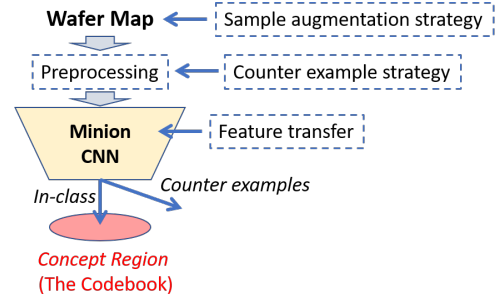 Wafer Map
Sample augmentation strategy
Preprocessing
Counter example strategy
Minion
CNN
Feature transfer
In-class
Counter examples
Concept Region
(The Codebook)